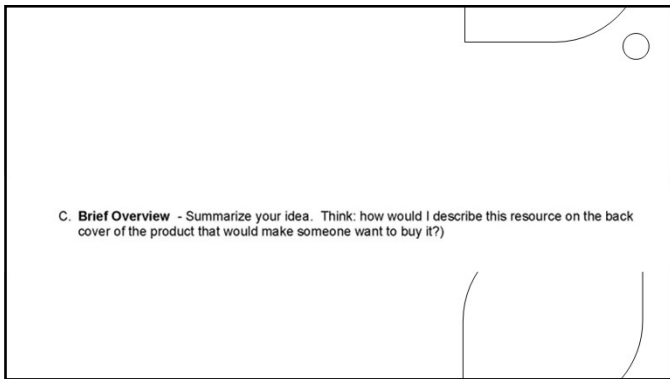 C. Brief Overview - Summarize your idea. Think: how would I describe this resource on the back
cover of the product that would make someone want to buy it?)